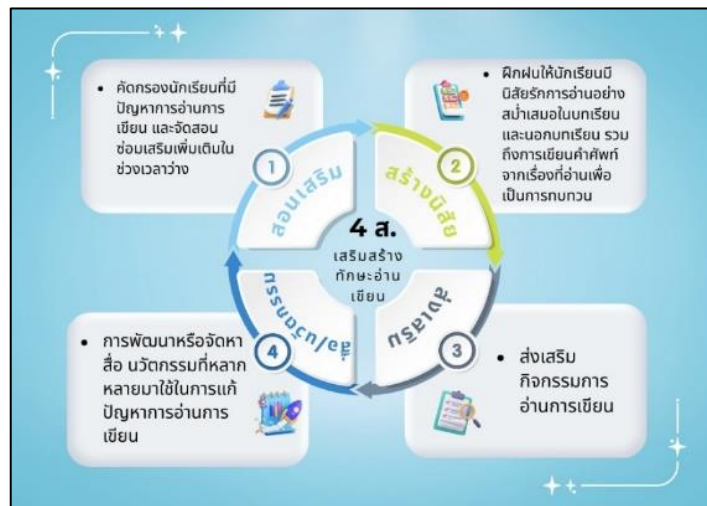 • คัดกรองนักเรียนที่มี
ปัญหาการอ่านการ
เขียน และจัดสอน
ซ่อมเสริมเพิ่มเติมใน
ช่วงเวลาว่าง
1
สอนเสริม
• ฝึกฝนให้นักเรียนมี
นิสัยรักการอ่านอย่าง
สม่ำเสมอในบทเรียน
และนอกบทเรียน รวม
ถึงการเขียนคำศัพท์
จากเรื่องที่อ่านเพื่อ
เป็นการทบทวน
2
สร้างนิสัย
4 ส.
เสริมสร้าง
ทักษะอ่าน
เขียน
ส่งเสริม
3
• ส่งเสริม
กิจกรรมการ
อ่านการเขียน
สื่อ/นวัตกรรม
4
• การพัฒนาหรือจัดหา
สื่อ นวัตกรรมที่หลาก
หลายมาใช้ในการแก้
ปัญหาการอ่านการ
เขียน